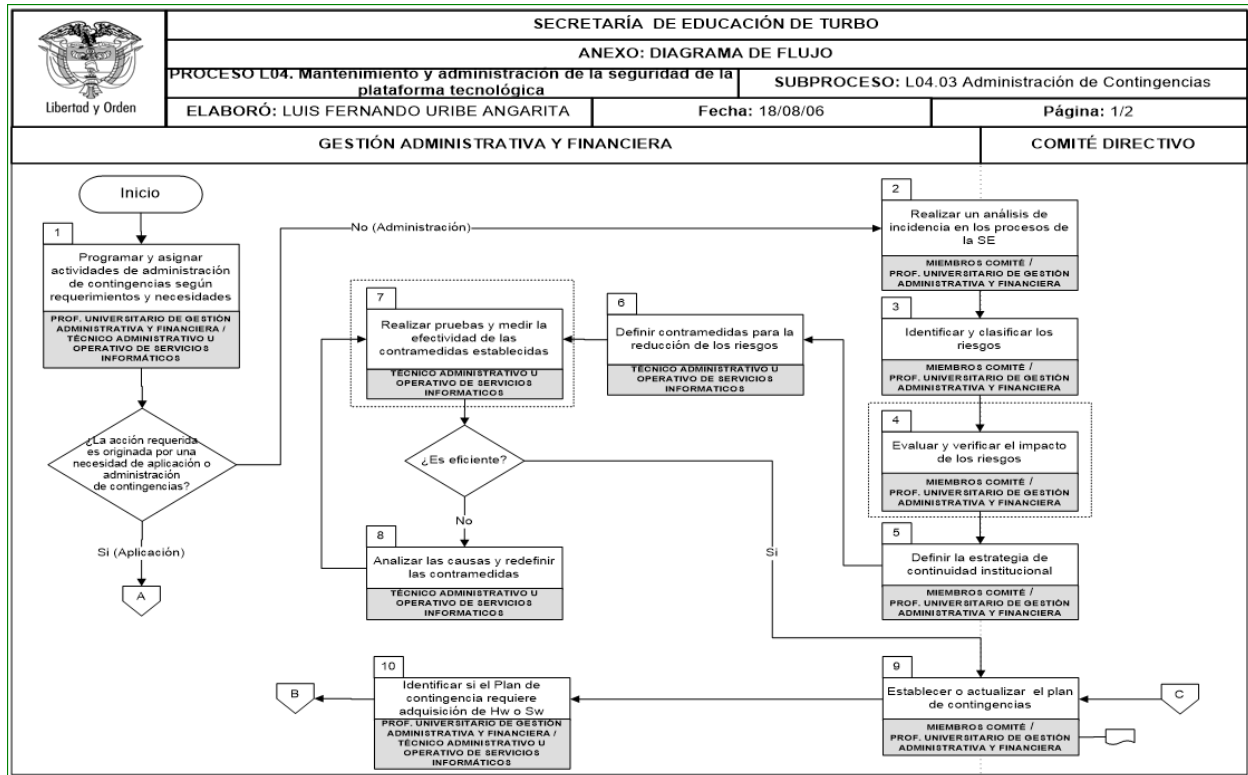 SECRETARÍA DE EDUCACIÓN DE TURBO
ANEXO: DIAGRAMA DE FLUJO
PROCESO L04. Mantenimiento y administración de la seguridad de la
plataforma tecnológica
SUBPROCESO: L04.03 Administración de Contingencias
Libertad y Orden
ELABORÓ: LUIS FERNANDO URIBE ANGARITA
Fecha: 18/08/06
Página: 1/2
GESTIÓN ADMINISTRATIVA Y FINANCIERA
COMITÉ DIRECTIVO
Inicio
1
Programar y asignar
actividades de administración
de contingencias según
requerimientos y necesidades
PROF. UNIVERSITARIO DE GESTIÓN
ADMINISTRATIVA Y FINANCIERA /
TÉCNICO ADMINISTRATIVO U
OPERATIVO DE SERVICIOS
INFORMÁTICOS
¿La acción requerida
es originada por una
necesidad de aplicación o
administración
de contingencias?
No (Administración)
Si (Aplicación)
A
2
Realizar un análisis de
incidencia en los procesos de
la SE
MIEMBROS COMITÉ /
PROF. UNIVERSITARIO DE GESTIÓN
ADMINISTRATIVA Y FINANCIERA
3
Identificar y clasificar los
riesgos
MIEMBROS COMITÉ /
PROF. UNIVERSITARIO DE GESTIÓN
ADMINISTRATIVA Y FINANCIERA
4
Evaluar y verificar el impacto
de los riesgos
MIEMBROS COMITÉ /
PROF. UNIVERSITARIO DE GESTIÓN
ADMINISTRATIVA Y FINANCIERA
5
Definir la estrategia de
continuidad institucional
MIEMBROS COMITÉ /
PROF. UNIVERSITARIO DE GESTIÓN
ADMINISTRATIVA Y FINANCIERA
6
Definir contramedidas para la
reducción de los riesgos
TÉCNICO ADMINISTRATIVO U
OPERATIVO DE SERVICIOS
INFORMATICOS
7
Realizar pruebas y medir la
efectividad de las
contramedidas establecidas
TÉCNICO ADMINISTRATIVO U
OPERATIVO DE SERVICIOS
INFORMATICOS
¿Es eficiente?
No
Si
8
Analizar las causas y redefinir
las contramedidas
TÉCNICO ADMINISTRATIVO U
OPERATIVO DE SERVICIOS
INFORMATICOS
9
Establecer o actualizar el plan
de contingencias
MIEMBROS COMITÉ /
PROF. UNIVERSITARIO DE GESTIÓN
ADMINISTRATIVA Y FINANCIERA
C
10
Identificar si el Plan de
contingencia requiere
adquisición de Hw o Sw
PROF. UNIVERSITARIO DE GESTIÓN
ADMINISTRATIVA Y FINANCIERA /
TÉCNICO ADMINISTRATIVO U
OPERATIVO DE SERVICIOS
INFORMATICOS
B